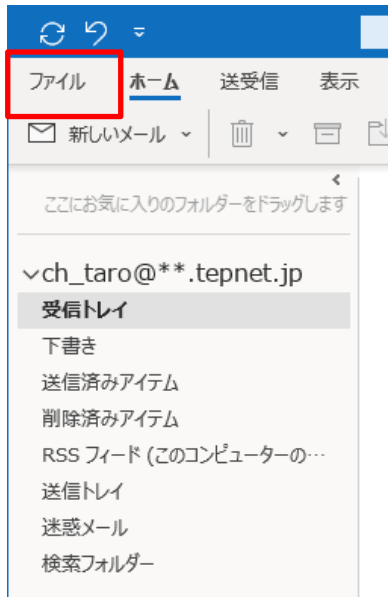 ファイル ホーム 送受信 表示
新しいメール
ここにお気に入りのフォルダーをドラッグします
ch_taro@**.tepnet.jp
受信トレイ
下書き
送信済みアイテム
削除済みアイテム
RSS フィード (このコンピューターの…
送信トレイ
迷惑メール
検索フォルダー